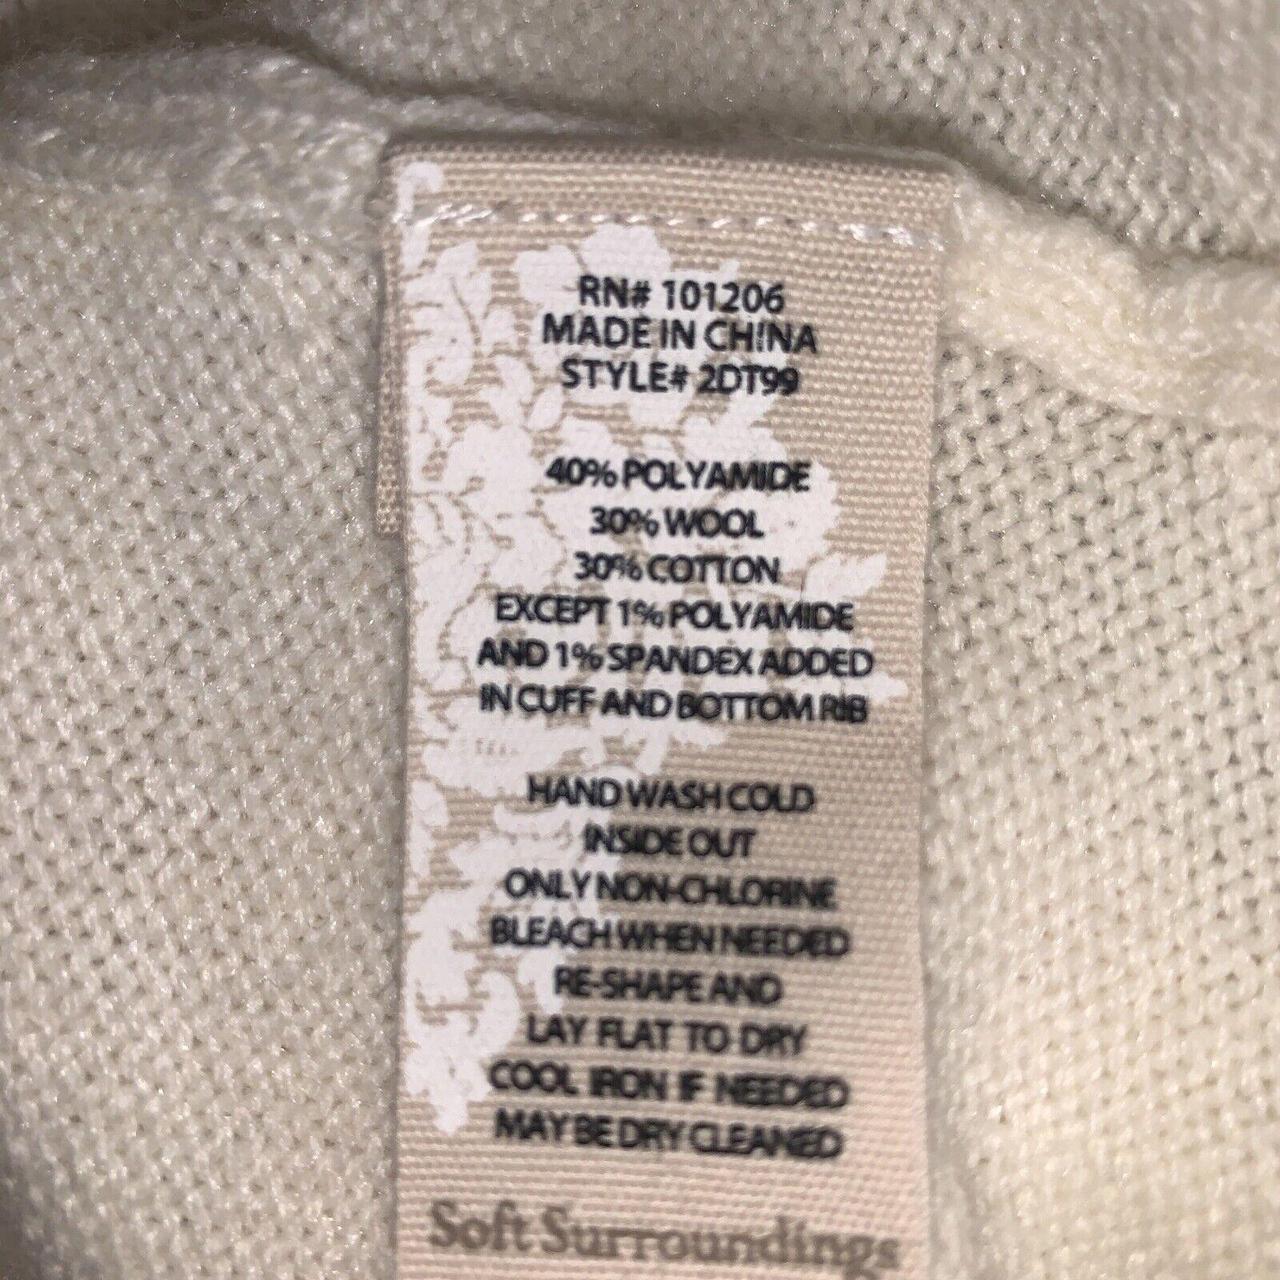 RN# 101206
MADE IN CHINA
STYLE# 2DT99
40% POLYAMIDE
30% WOOL
30% COTTON
EXCEPT 1% POLYAMIDE
AND 1% SPANDEX ADDED
IN CUFF AND BOTTOM RIB
HAND WASH COLD
INSIDE OUT
ONLY NON-CHLORINE
BLEACH WHEN NEEDED
RE-SHAPE AND
LAY FLAT TO DRY
COOL IRON IF NEEDED
MAY BE DRY CLEANED
Soft Surroundings